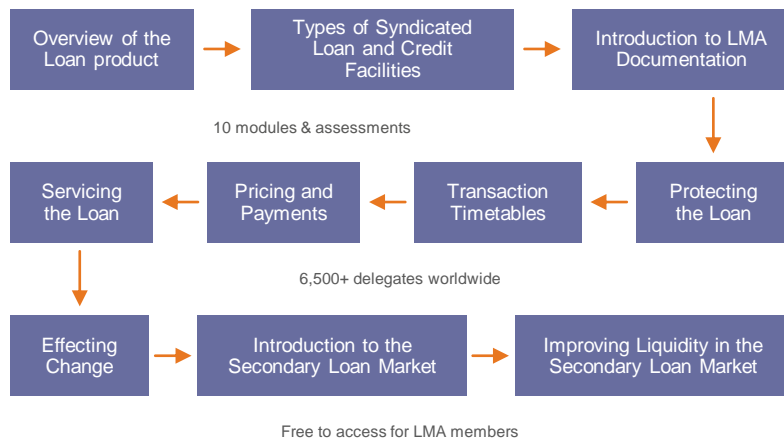 Overview of the
Loan product
Types of Syndicated
Loan and Credit
Facilities
Introduction to LMA
Documentation
10 modules & assessments
Servicing
the Loan
Pricing and
Payments
Transaction
Timetables
Protecting
the Loan
6,500+ delegates worldwide
Effecting
Change
Introduction to the
Secondary Loan Market
Improving Liquidity in the
Secondary Loan Market
Free to access for LMA members